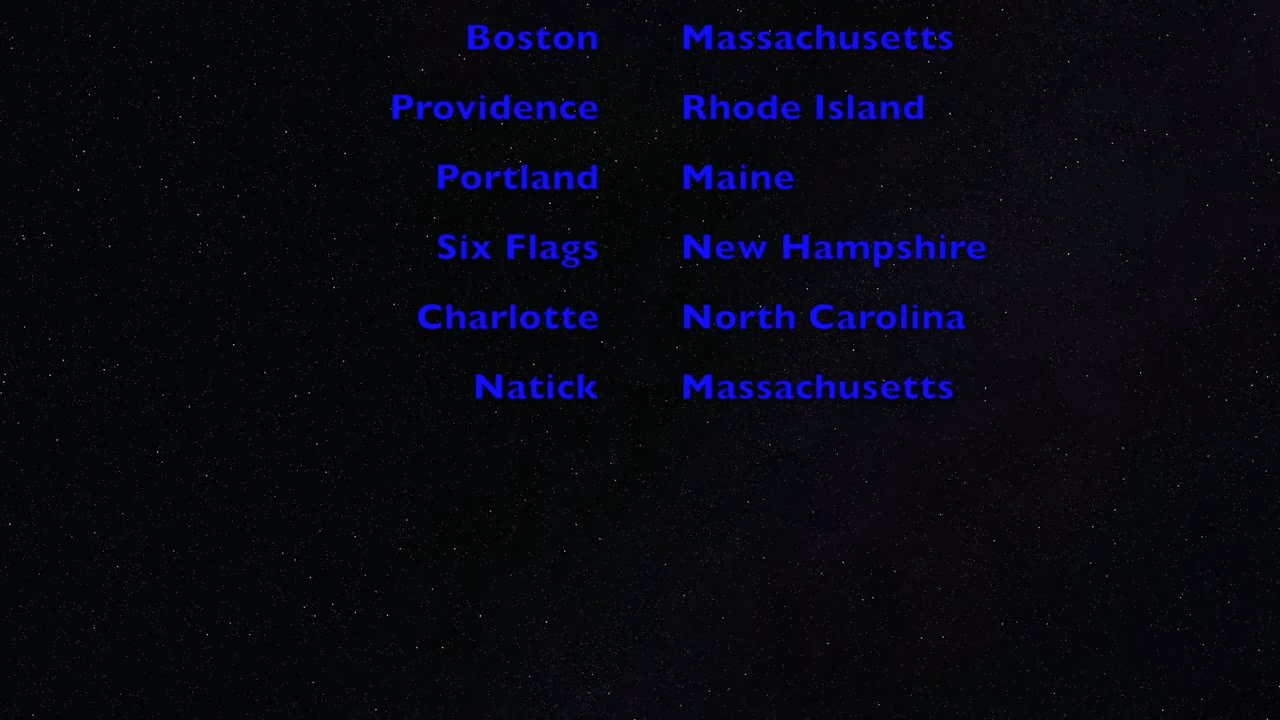 Boston Massachusetts
Providence Rhode Island
Portland Maine
Six Flags New Hampshire
Charlotte North Carolina
Natick Massachusetts